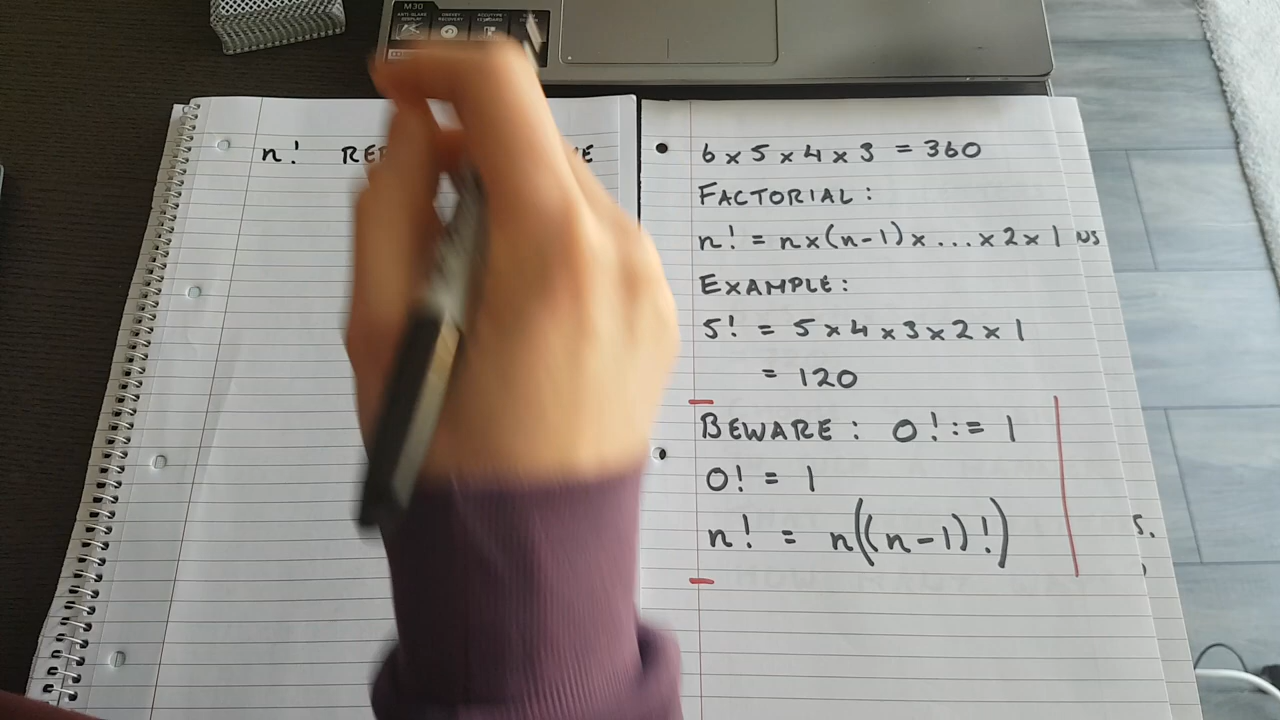 M30
n!
6 x 5 x 4 x 3 = 360
FACTORIAL:
n! = n x (n-1) x ... x 2 x 1
EXAMPLE:
5! = 5 x 4 x 3 x 2 x 1
= 120
BEWARE: 0! := 1
0! = 1
n! = n((n-1)!)